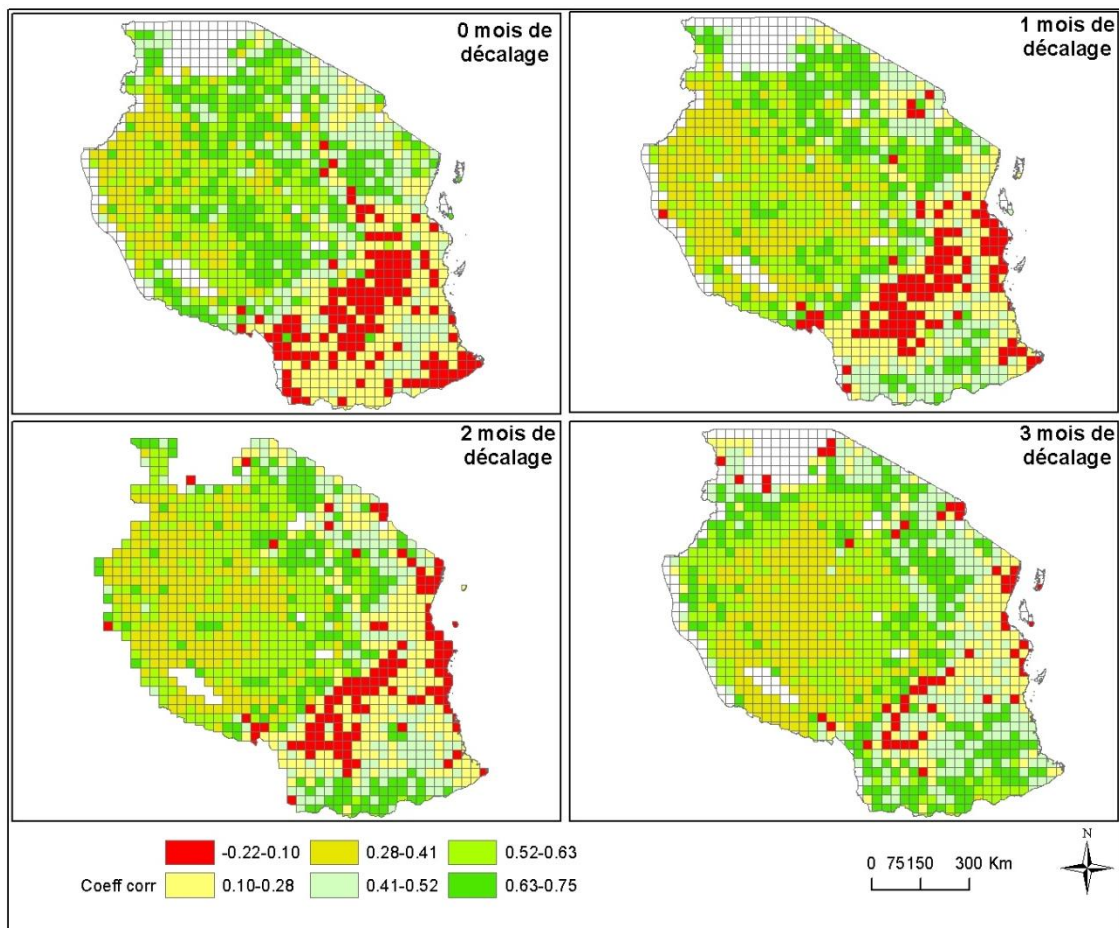 0 mois de
décalage
1 mois de
décalage
2 mois de
décalage
3 mois de
décalage
-0.22-0.10 0.28-0.41 0.52-0.63
Coeff corr 0.10-0.28 0.41-0.52 0.63-0.75
0 75150 300 Km
N